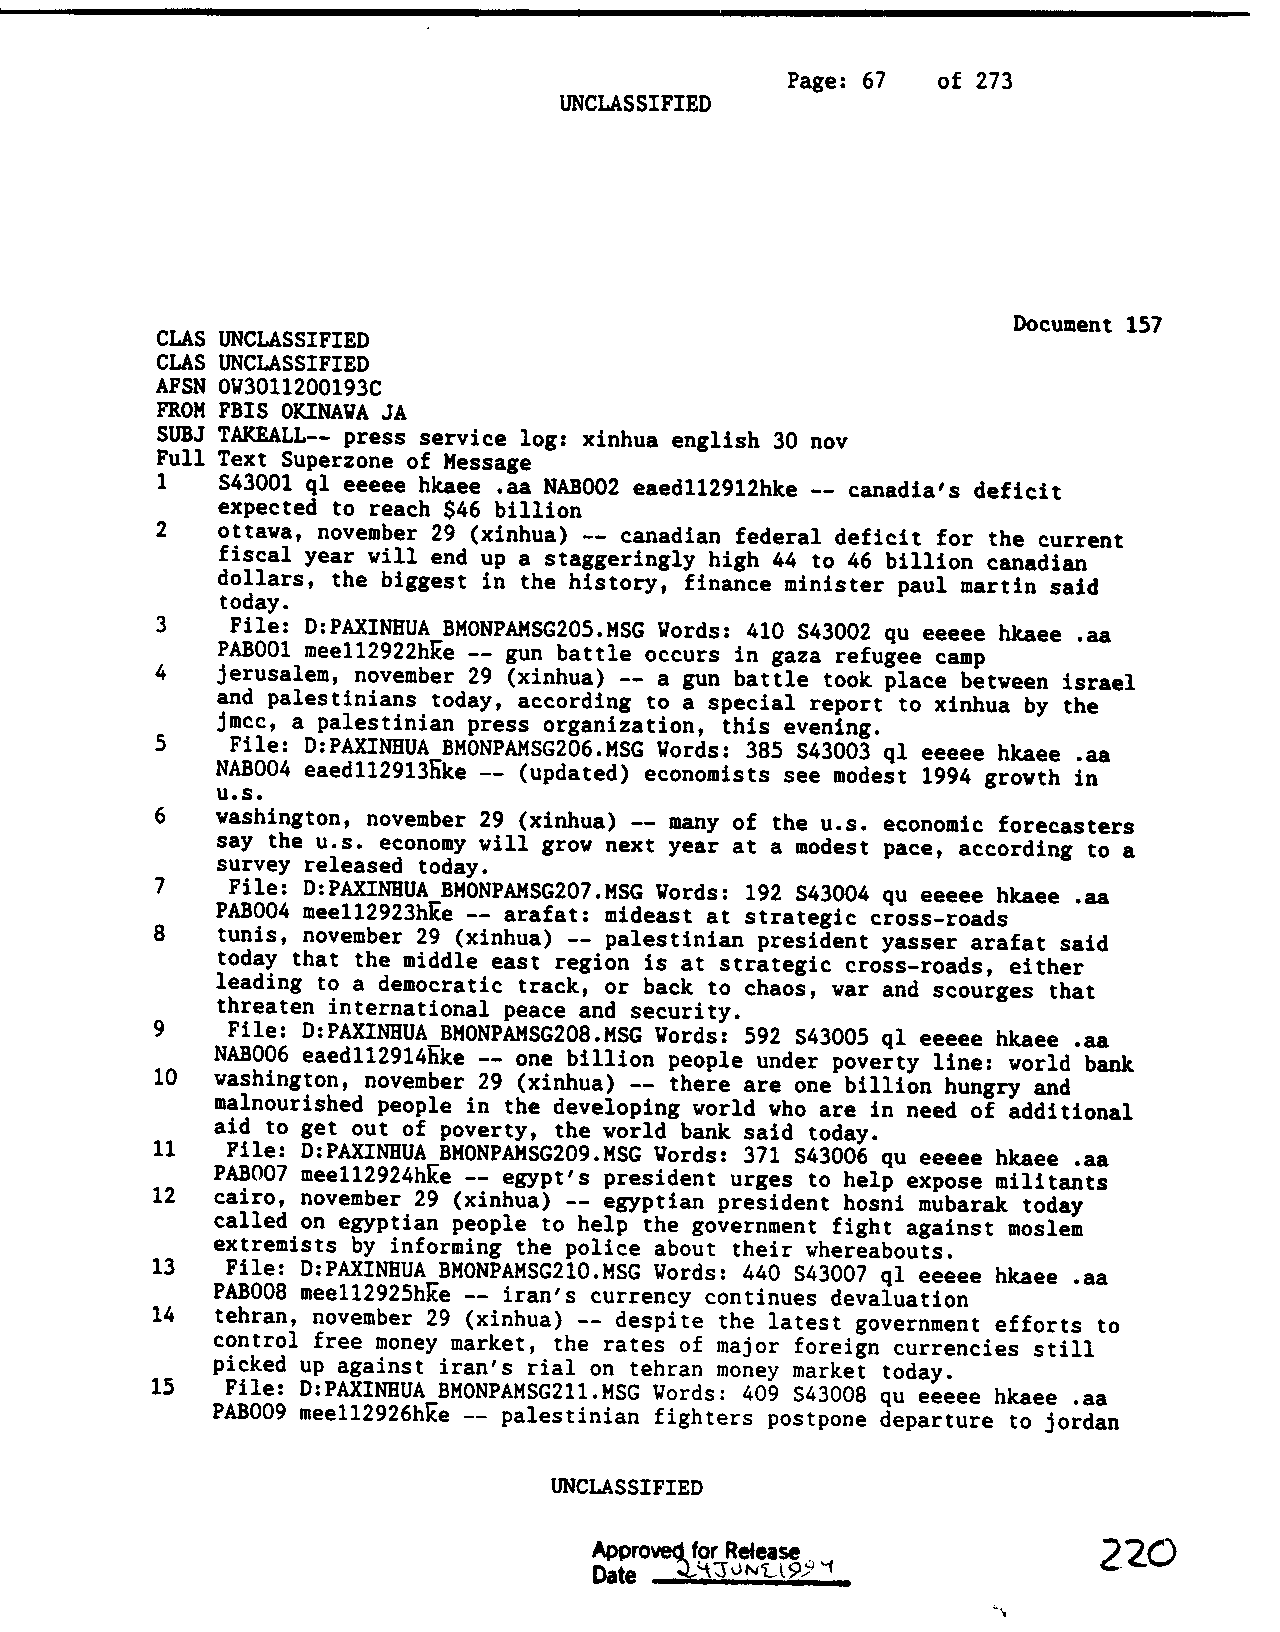 Page: 67 of 273
UNCLASSIFIED
Document 157
CLAS UNCLASSIFIED
CLAS UNCLASSIFIED
AFSN OW3011200193C
FROM FBIS OKINAWA JA
SUBJ TAKEALL-- press service log: xinhua english 30 nov
Full Text Superzone of Message
1 S43001 ql eeeee hkaee .aa NAB002 eaed112912hke -- canadia's deficit
expected to reach $46 billion
2 ottawa, november 29 (xinhua) -- canadian federal deficit for the current
fiscal year will end up a staggeringly high 44 to 46 billion canadian
dollars, the biggest in the history, finance minister paul martin said
today.
3 File: D:PAXINHUA_BMONPAMSG205.MSG Words: 410 S43002 qu eeeee hkaee .aa
PAB001 mee112922hke -- gun battle occurs in gaza refugee camp
4 jerusalem, november 29 (xinhua) -- a gun battle took place between israel
and palestinians today, according to a special report to xinhua by the
jmcc, a palestinian press organization, this evening.
5 File: D:PAXINHUA_BMONPAMSG206.MSG Words: 385 S43003 ql eeeee hkaee .aa
NAB004 eaed112913hke -- (updated) economists see modest 1994 growth in
u.s.
6 washington, november 29 (xinhua) -- many of the u.s. economic forecasters
say the u.s. economy will grow next year at a modest pace, according to a
survey released today.
7 File: D:PAXINHUA_BMONPAMSG207.MSG Words: 192 S43004 qu eeeee hkaee .aa
PAB004 mee112923hke -- arafat: mideast at strategic cross-roads
8 tunis, november 29 (xinhua) -- palestinian president yasser arafat said
today that the middle east region is at strategic cross-roads, either
leading to a democratic track, or back to chaos, war and scourges that
threaten international peace and security.
9 File: D:PAXINHUA_BMONPAMSG208.MSG Words: 592 S43005 ql eeeee hkaee .aa
NAB006 eaed112914hke -- one billion people under poverty line: world bank
10 washington, november 29 (xinhua) -- there are one billion hungry and
malnourished people in the developing world who are in need of additional
aid to get out of poverty, the world bank said today.
11 File: D:PAXINHUA_BMONPAMSG209.MSG Words: 371 S43006 qu eeeee hkaee .aa
PAB007 mee112924hke -- egypt's president urges to help expose militants
12 cairo, november 29 (xinhua) -- egyptian president hosni mubarak today
called on egyptian people to help the government fight against moslem
extremists by informing the police about their whereabouts.
13 File: D:PAXINHUA_BMONPAMSG210.MSG Words: 440 S43007 ql eeeee hkaee .aa
PAB008 mee112925hke -- iran's currency continues devaluation
14 tehran, november 29 (xinhua) -- despite the latest government efforts to
control free money market, the rates of major foreign currencies still
picked up against iran's rial on tehran money market today.
15 File: D:PAXINHUA_BMONPAMSG211.MSG Words: 409 S43008 qu eeeee hkaee .aa
PAB009 mee112926hke -- palestinian fighters postpone departure to jordan
UNCLASSIFIED
Approved for Release
Date 24 JUNE 1994
220